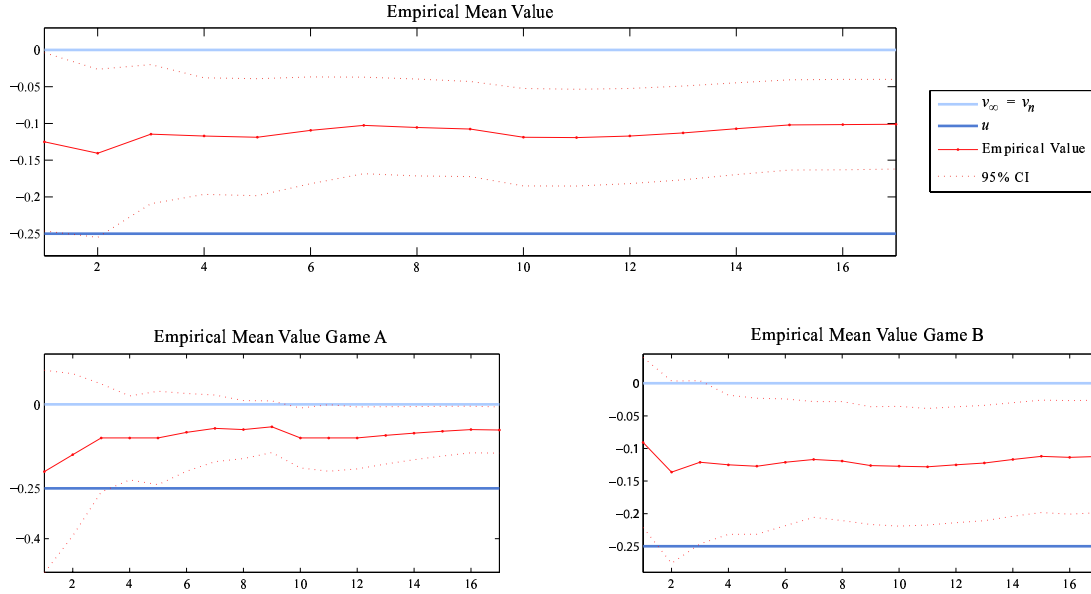 Empirical Mean Value
0
−0.05
−0.1
−0.15
−0.2
−0.25
2 4 6 8 10 12 14 16
v∞ = vn
u
Empirical Value
95% CI
Empirical Mean Value Game A
0
−0.25
−0.4
2 4 6 8 10 12 14 16
Empirical Mean Value Game B
0
−0.05
−0.1
−0.15
−0.2
−0.25
2 4 6 8 10 12 14 16